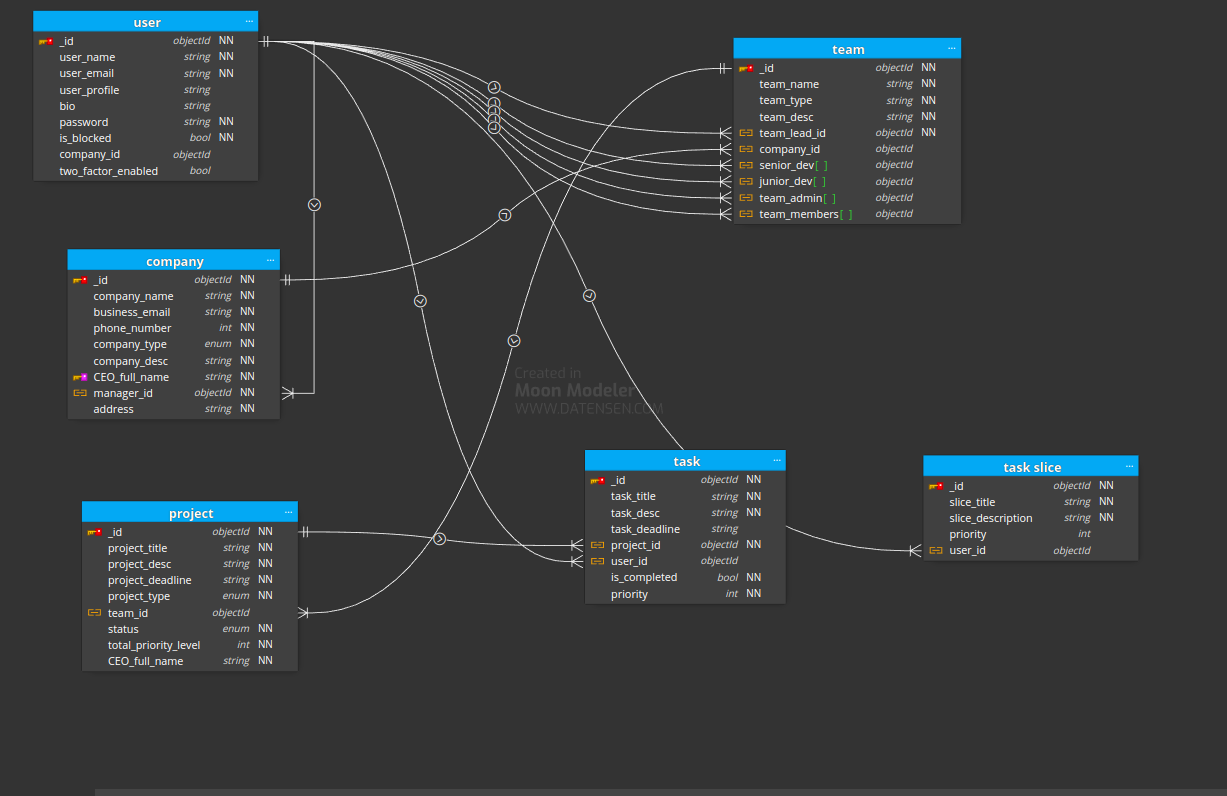 user ...
_id objectId NN
user_name string NN
user_email string NN
user_profile string
bio string
password string NN
is_blocked bool NN
company_id objectId
two_factor_enabled bool
team ...
_id objectId NN
team_name string NN
team_type string NN
team_desc string NN
team_lead_id objectId NN
company_id objectId
senior_dev[ ] objectId
junior_dev[ ] objectId
team_admin[ ] objectId
team_members[ ] objectId
company ...
_id objectId NN
company_name string NN
business_email string NN
phone_number int NN
company_type enum NN
company_desc string NN
CEO_full_name string NN
manager_id objectId NN
address string NN
Created in
Moon Modeler
WWW.DATENSEN.COM
task ...
_id objectId NN
task_title string NN
task_desc string NN
task_deadline string
project_id objectId NN
user_id objectId
is_completed bool NN
priority int NN
task slice ...
_id objectId NN
slice_title string NN
slice_description string NN
priority int
user_id objectId
project ...
_id objectId NN
project_title string NN
project_desc string NN
project_deadline string NN
project_type enum NN
team_id objectId
status enum NN
total_priority_level int NN
CEO_full_name string NN